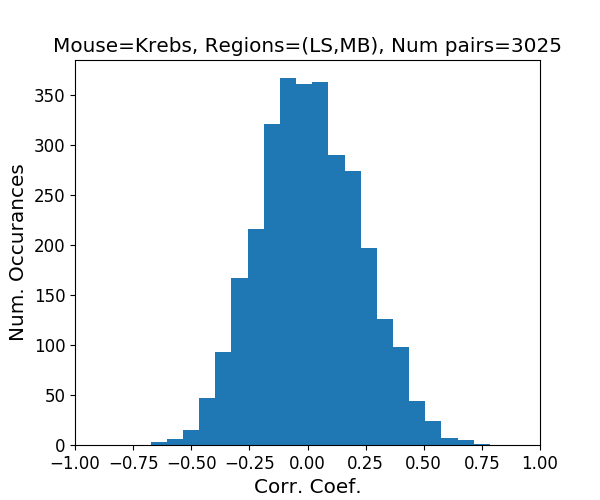 Mouse=Krebs, Regions=(LS,MB), Num pairs=3025
350
300
250
200
150
100
50
0
Num. Occurances
−1.00 −0.75 −0.50 −0.25 0.00 0.25 0.50 0.75 1.00
Corr. Coef.